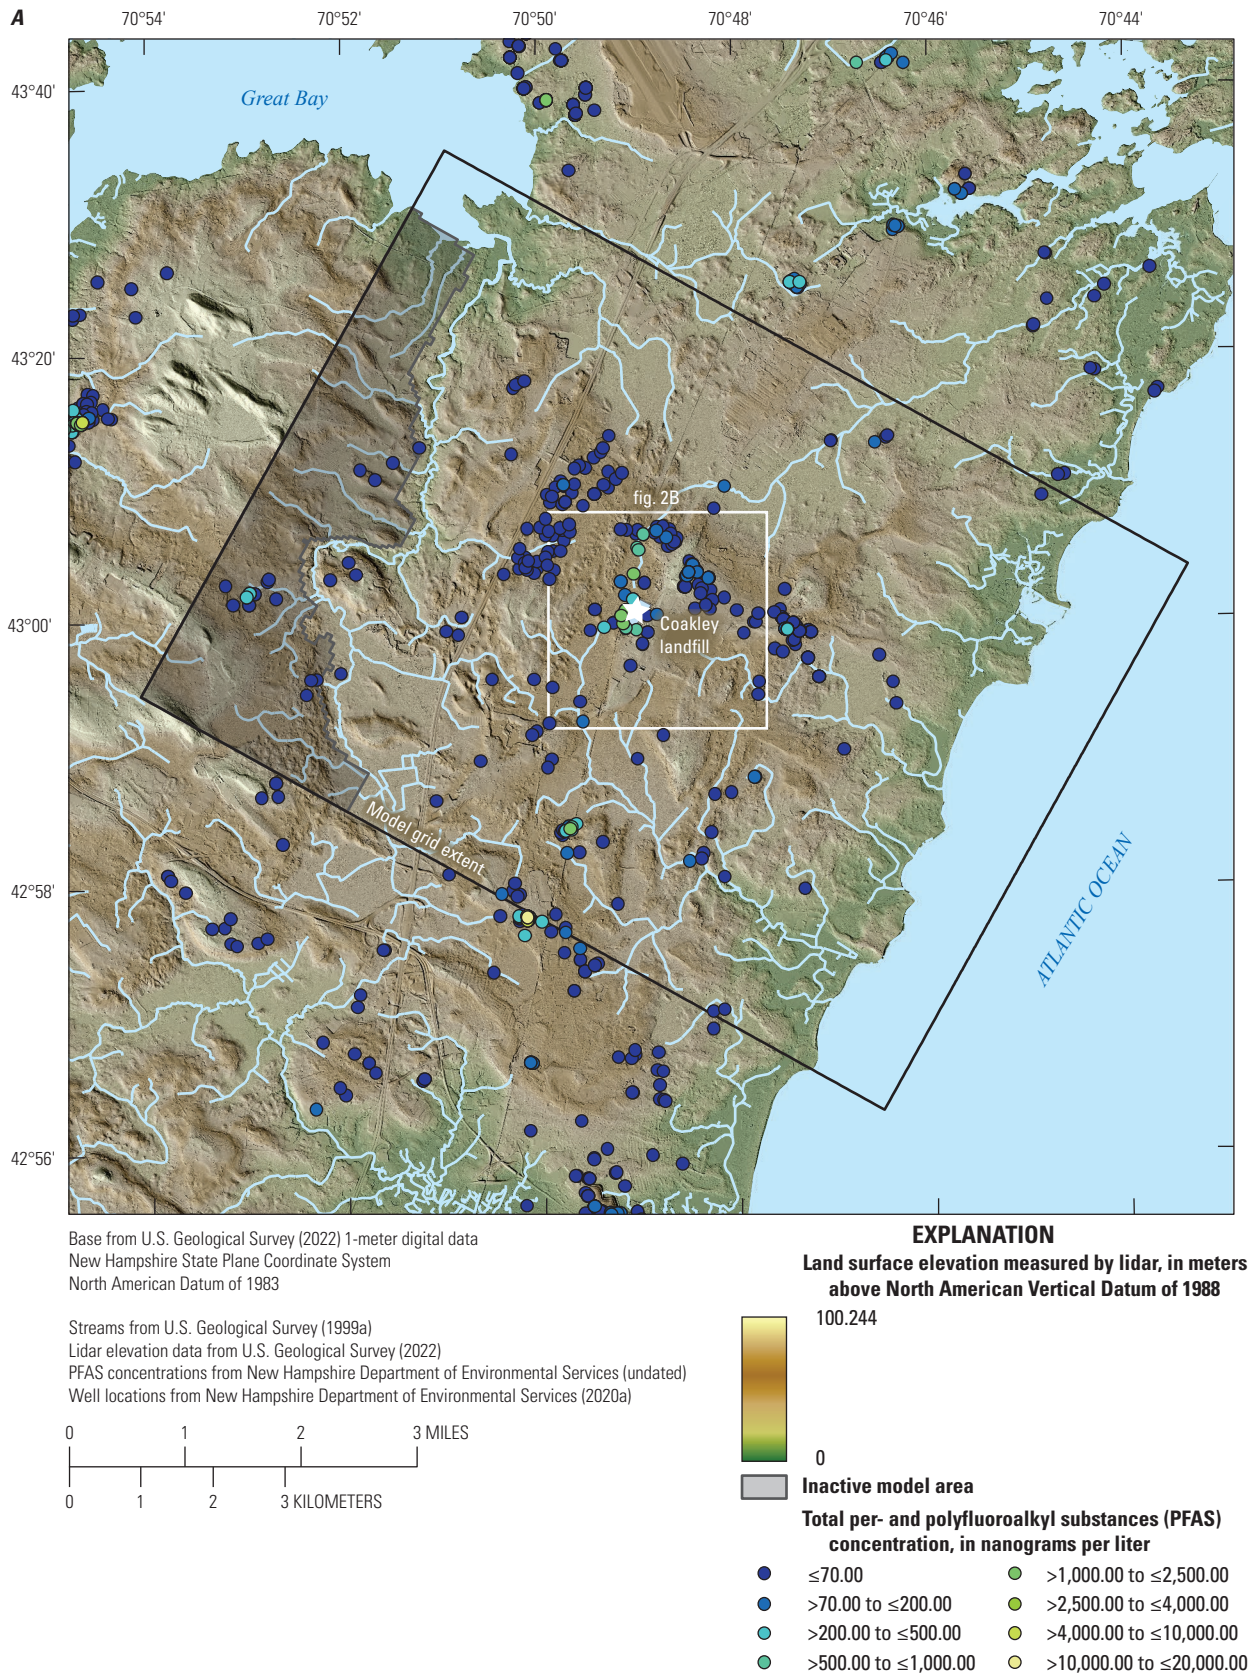 A
70°54' 70°52' 70°50' 70°48' 70°46' 70°44'
43°40'
Great Bay
43°20'
fig. 2B
43°00'
Coakley
landfill
Model grid extent
42°58'
ATLANTIC OCEAN
42°56'
Base from U.S. Geological Survey (2022) 1-meter digital data
New Hampshire State Plane Coordinate System
North American Datum of 1983
Streams from U.S. Geological Survey (1999a)
Lidar elevation data from U.S. Geological Survey (2022)
PFAS concentrations from New Hampshire Department of Environmental Services (undated)
Well locations from New Hampshire Department of Environmental Services (2020a)
0 1 2 3 MILES
0 1 2 3 KILOMETERS
EXPLANATION
Land surface elevation measured by lidar, in meters
above North American Vertical Datum of 1988
100.244
0
Inactive model area
Total per- and polyfluoroalkyl substances (PFAS)
concentration, in nanograms per liter
≤70.00
>70.00 to ≤200.00
>200.00 to ≤500.00
>500.00 to ≤1,000.00
>1,000.00 to ≤2,500.00
>2,500.00 to ≤4,000.00
>4,000.00 to ≤10,000.00
>10,000.00 to ≤20,000.00